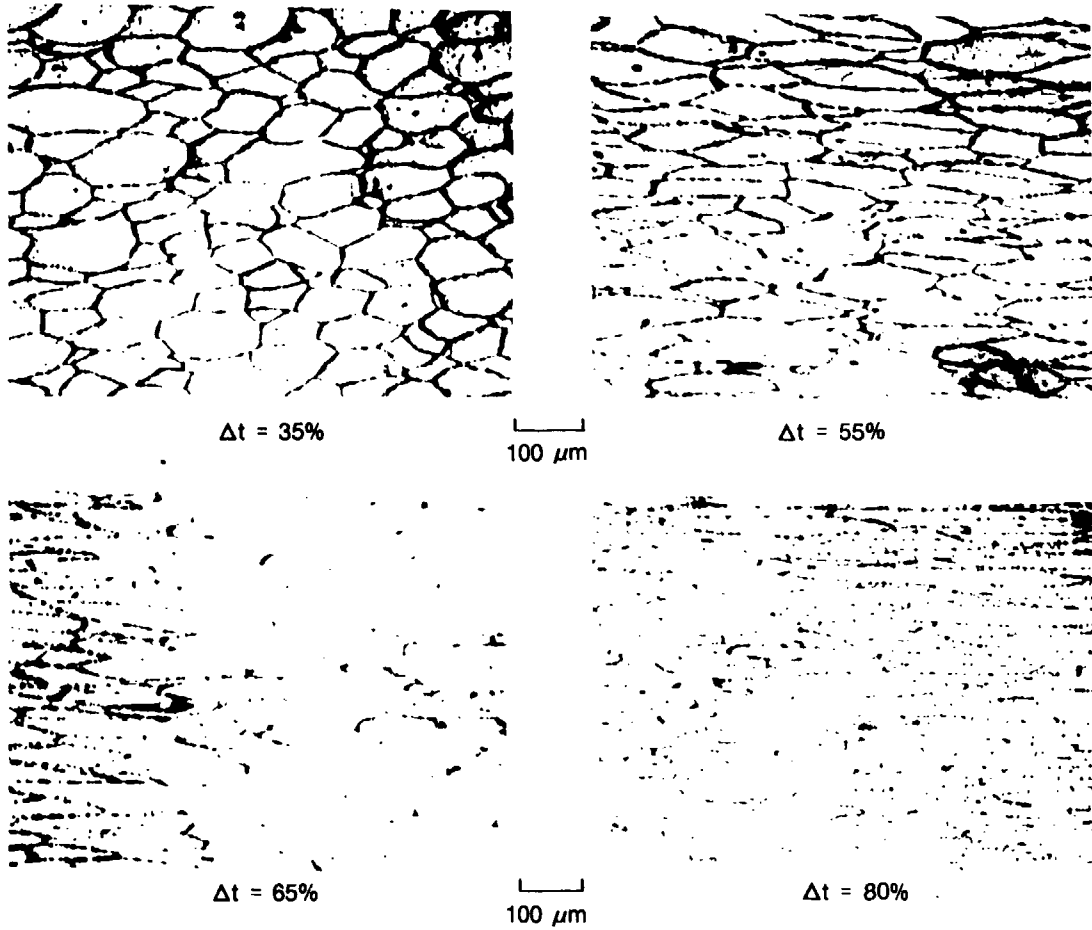 Δt = 35%
100 μm
Δt = 55%
Δt = 65%
100 μm
Δt = 80%